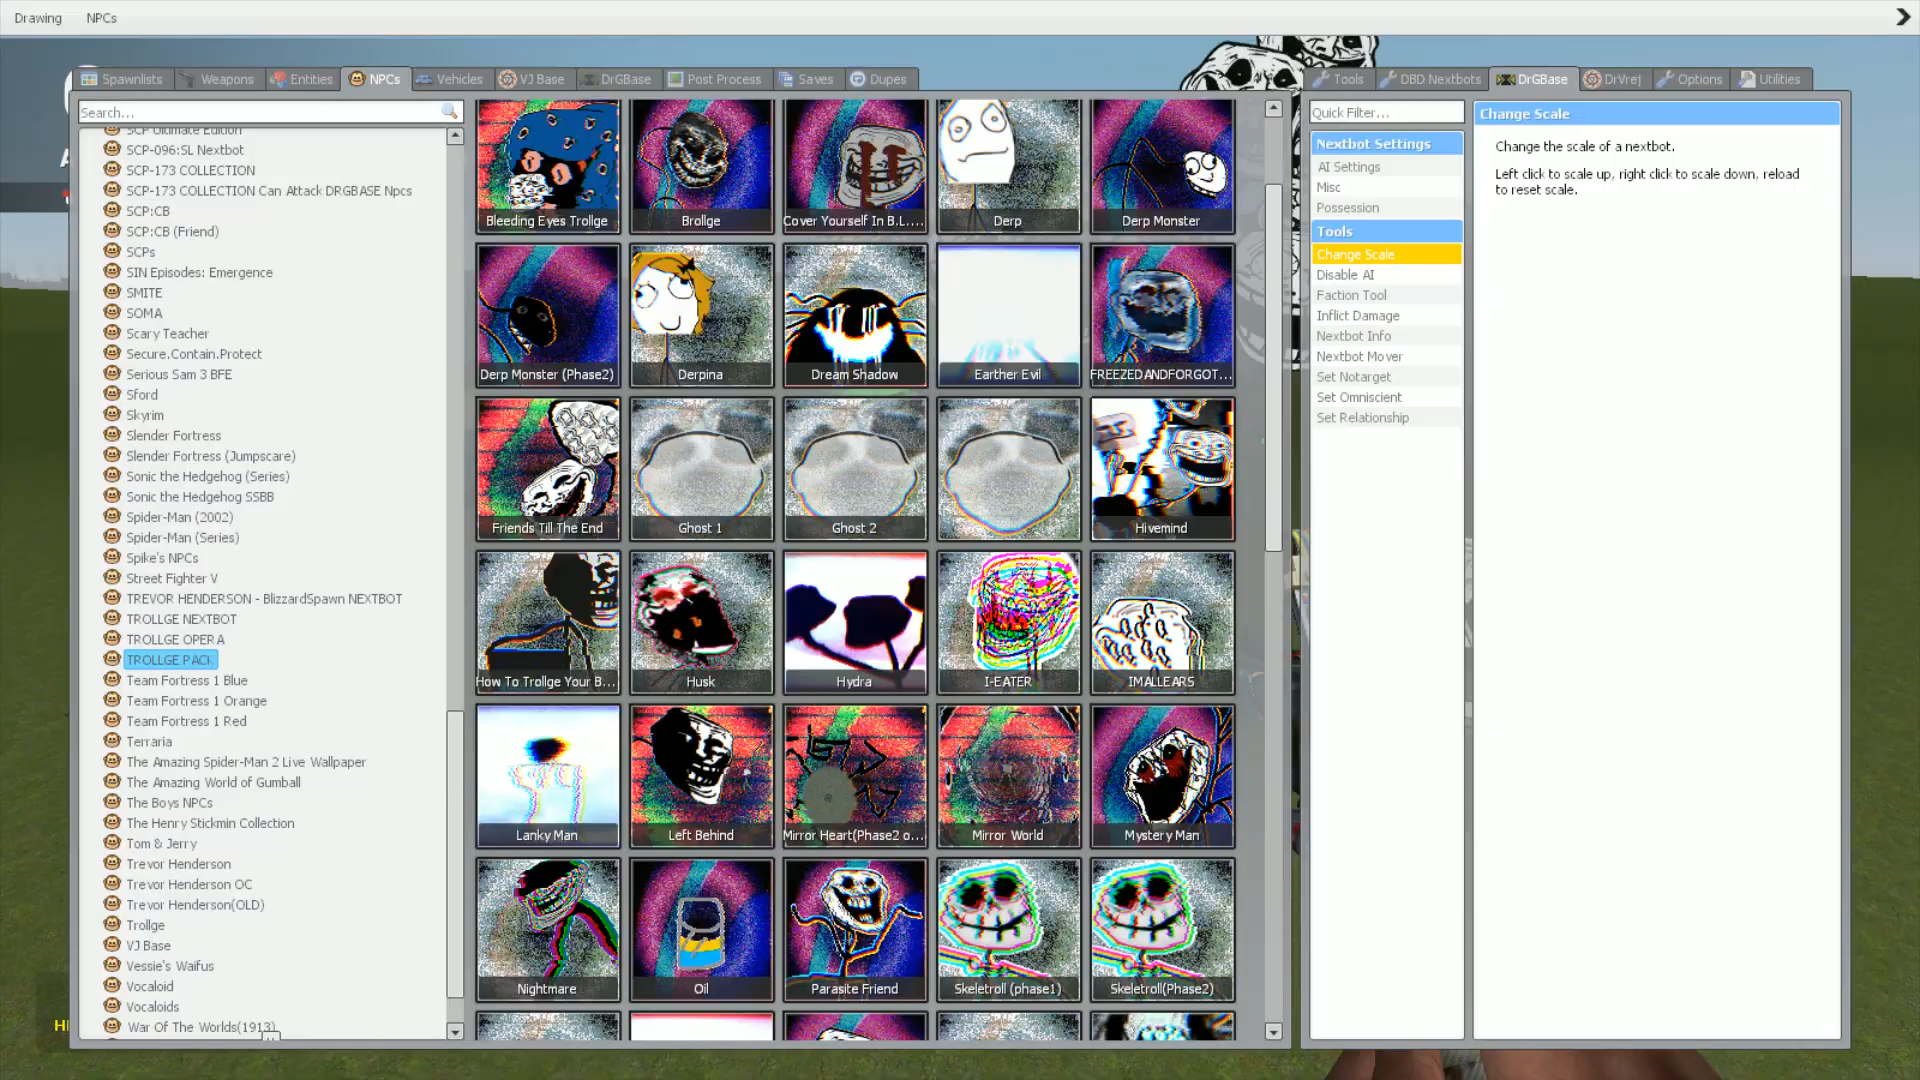 Drawing NPCs
Spawnlists Weapons Entities NPCs Vehicles VJ Base DrGBase Post Process Saves Dupes
Tools DBD Nextbots DrGBase DrVrej Options Utilities
Search...
SCP Ultimate Edition
SCP-096:SL Nextbot
SCP-173 COLLECTION
SCP-173 COLLECTION Can Attack DRGBASE Npcs
SCP:CB
SCP:CB (Friend)
SCPs
SIN Episodes: Emergence
SMITE
SOMA
Scary Teacher
Secure.Contain.Protect
Serious Sam 3 BFE
Sford
Skyrim
Slender Fortress
Slender Fortress (Jumpscare)
Sonic the Hedgehog (Series)
Sonic the Hedgehog SSBB
Spider-Man (2002)
Spider-Man (Series)
Spike's NPCs
Street Fighter V
TREVOR HENDERSON - BlizzardSpawn NEXTBOT
TROLLGE NEXTBOT
TROLLGE OPERA
TROLLGE PACK
Team Fortress 1 Blue
Team Fortress 1 Orange
Team Fortress 1 Red
Terraria
The Amazing Spider-Man 2 Live Wallpaper
The Amazing World of Gumball
The Boys NPCs
The Henry Stickmin Collection
Tom & Jerry
Trevor Henderson
Trevor Henderson OC
Trevor Henderson(OLD)
Trollge
VJ Base
Vessie's Waifus
Vocaloid
Vocaloids
War Of The Worlds(1913)
Bleeding Eyes Trollge Brollge Cover Yourself In B.L.... Derp Derp Monster
Derp Monster (Phase2) Derpina Dream Shadow Earther Evil FREEZEDANDFORGOT...
Friends Till The End Ghost 1 Ghost 2 Hivemind
How To Trollge Your B... Husk Hydra I-EATER IMALLEARS
Lanky Man Left Behind Mirror Heart(Phase2 o... Mirror World Mystery Man
Nightmare Oil Parasite Friend Skeletroll (phase1) Skeletroll(Phase2)
Quick Filter...
Nextbot Settings
AI Settings
Misc
Possession
Tools
Change Scale
Disable AI
Faction Tool
Inflict Damage
Nextbot Info
Nextbot Mover
Set Notarget
Set Omniscient
Set Relationship
Change Scale
Change the scale of a nextbot.
Left click to scale up, right click to scale down, reload
to reset scale.